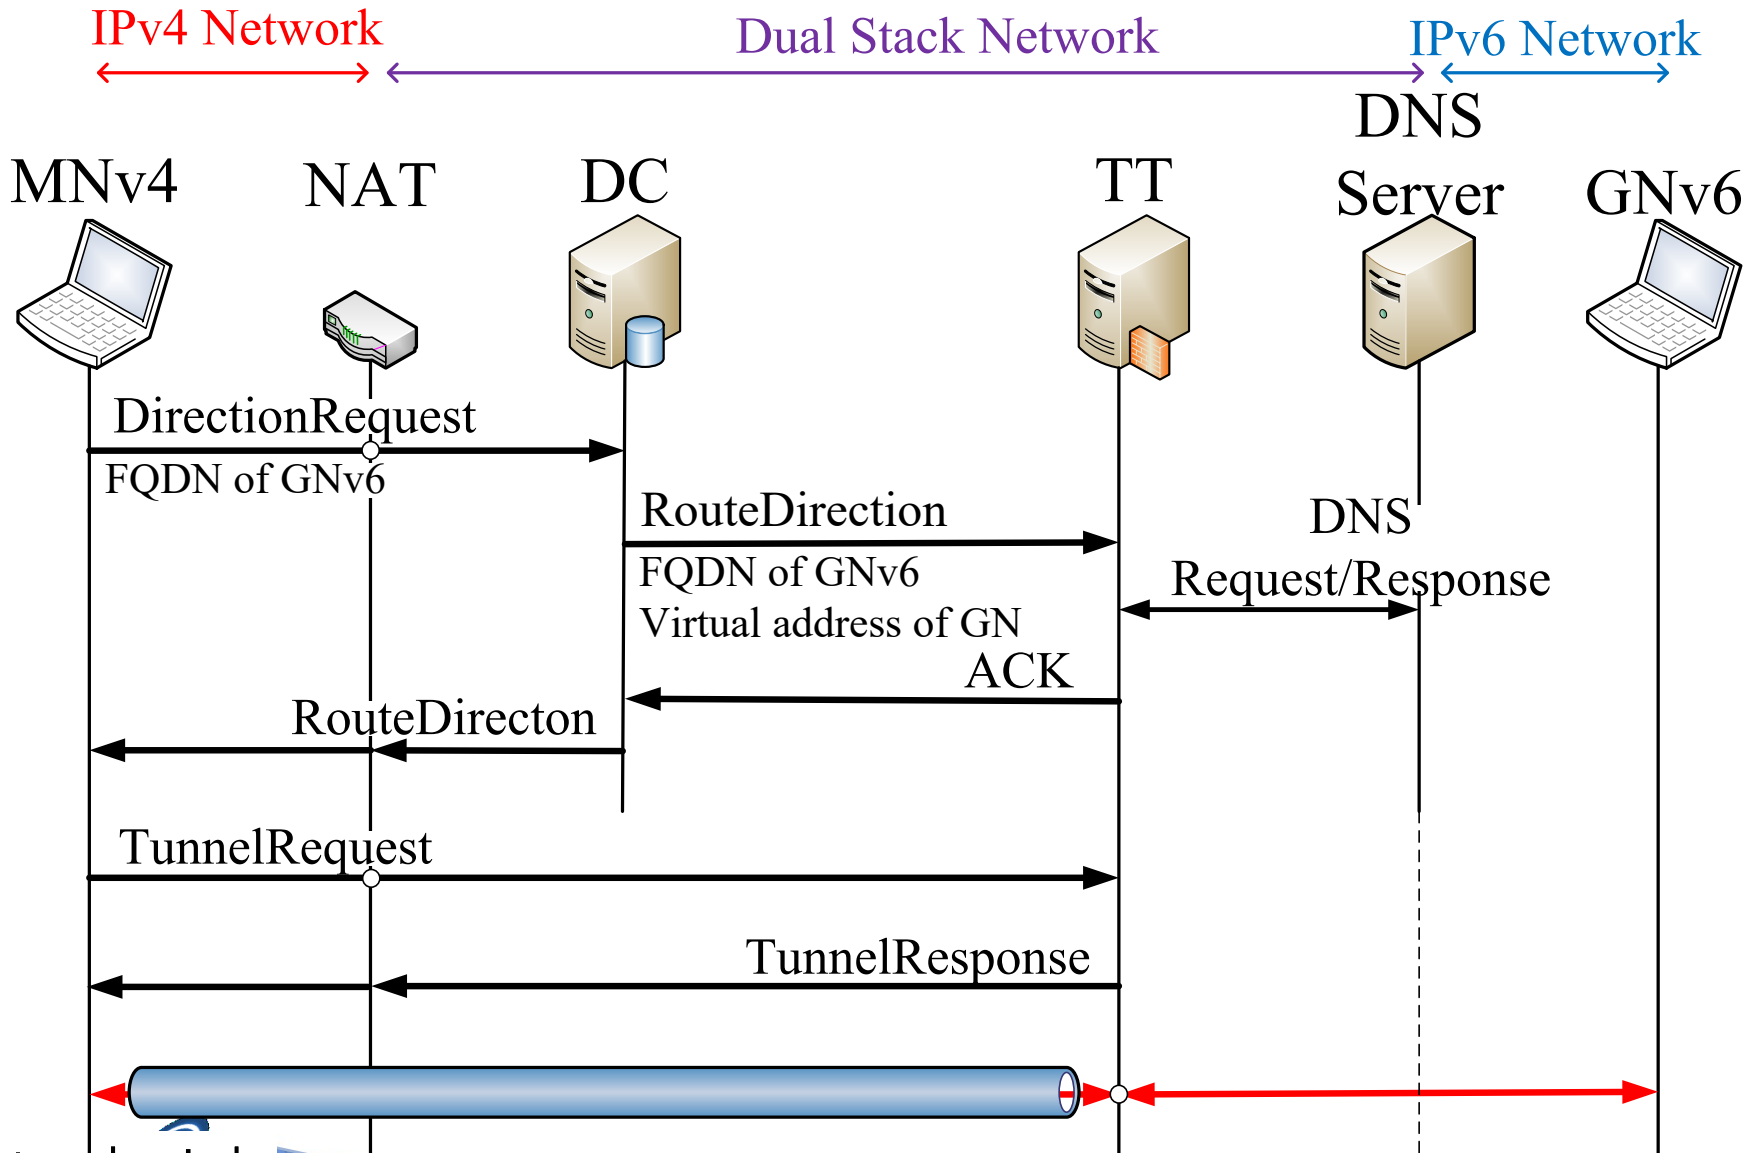 IPv4 Network
Dual Stack Network
IPv6 Network
MNv4
NAT
DC
TT
DNS
Server
GNv6
DirectionRequest
FQDN of GNv6
RouteDirection
FQDN of GNv6
Virtual address of GN
DNS
Request/Response
ACK
RouteDirecton
TunnelRequest
TunnelResponse